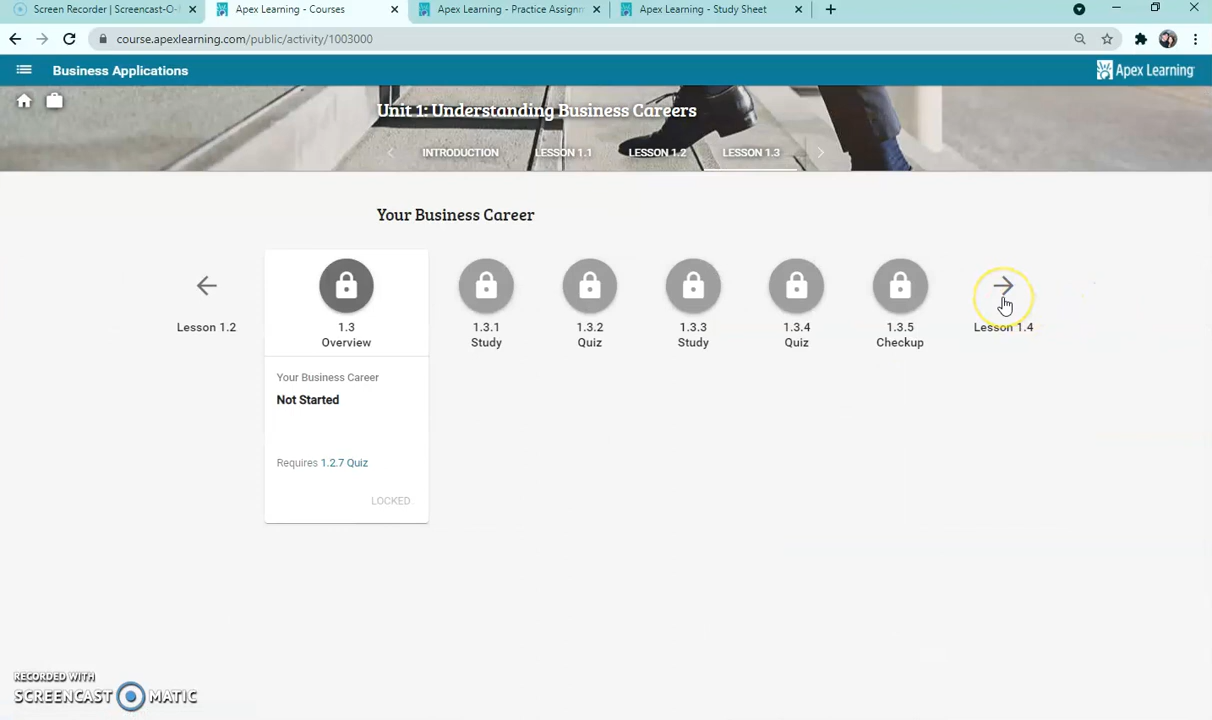 Screen Recorder | Screencast-O-
Apex Learning - Courses
Apex Learning - Practice Assignm
Apex Learning - Study Sheet
course.apexlearning.com/public/activity/1003000
Business Applications
Apex Learning
Unit 1: Understanding Business Careers
INTRODUCTION
LESSON 1.1
LESSON 1.2
LESSON 1.3
Your Business Career
Lesson 1.2
1.3
Overview
1.3.1
Study
1.3.2
Quiz
1.3.3
Study
1.3.4
Quiz
1.3.5
Checkup
Lesson 1.4
Your Business Career
Not Started
Requires 1.2.7 Quiz
LOCKED
RECORDED WITH
SCREENCAST MATIC